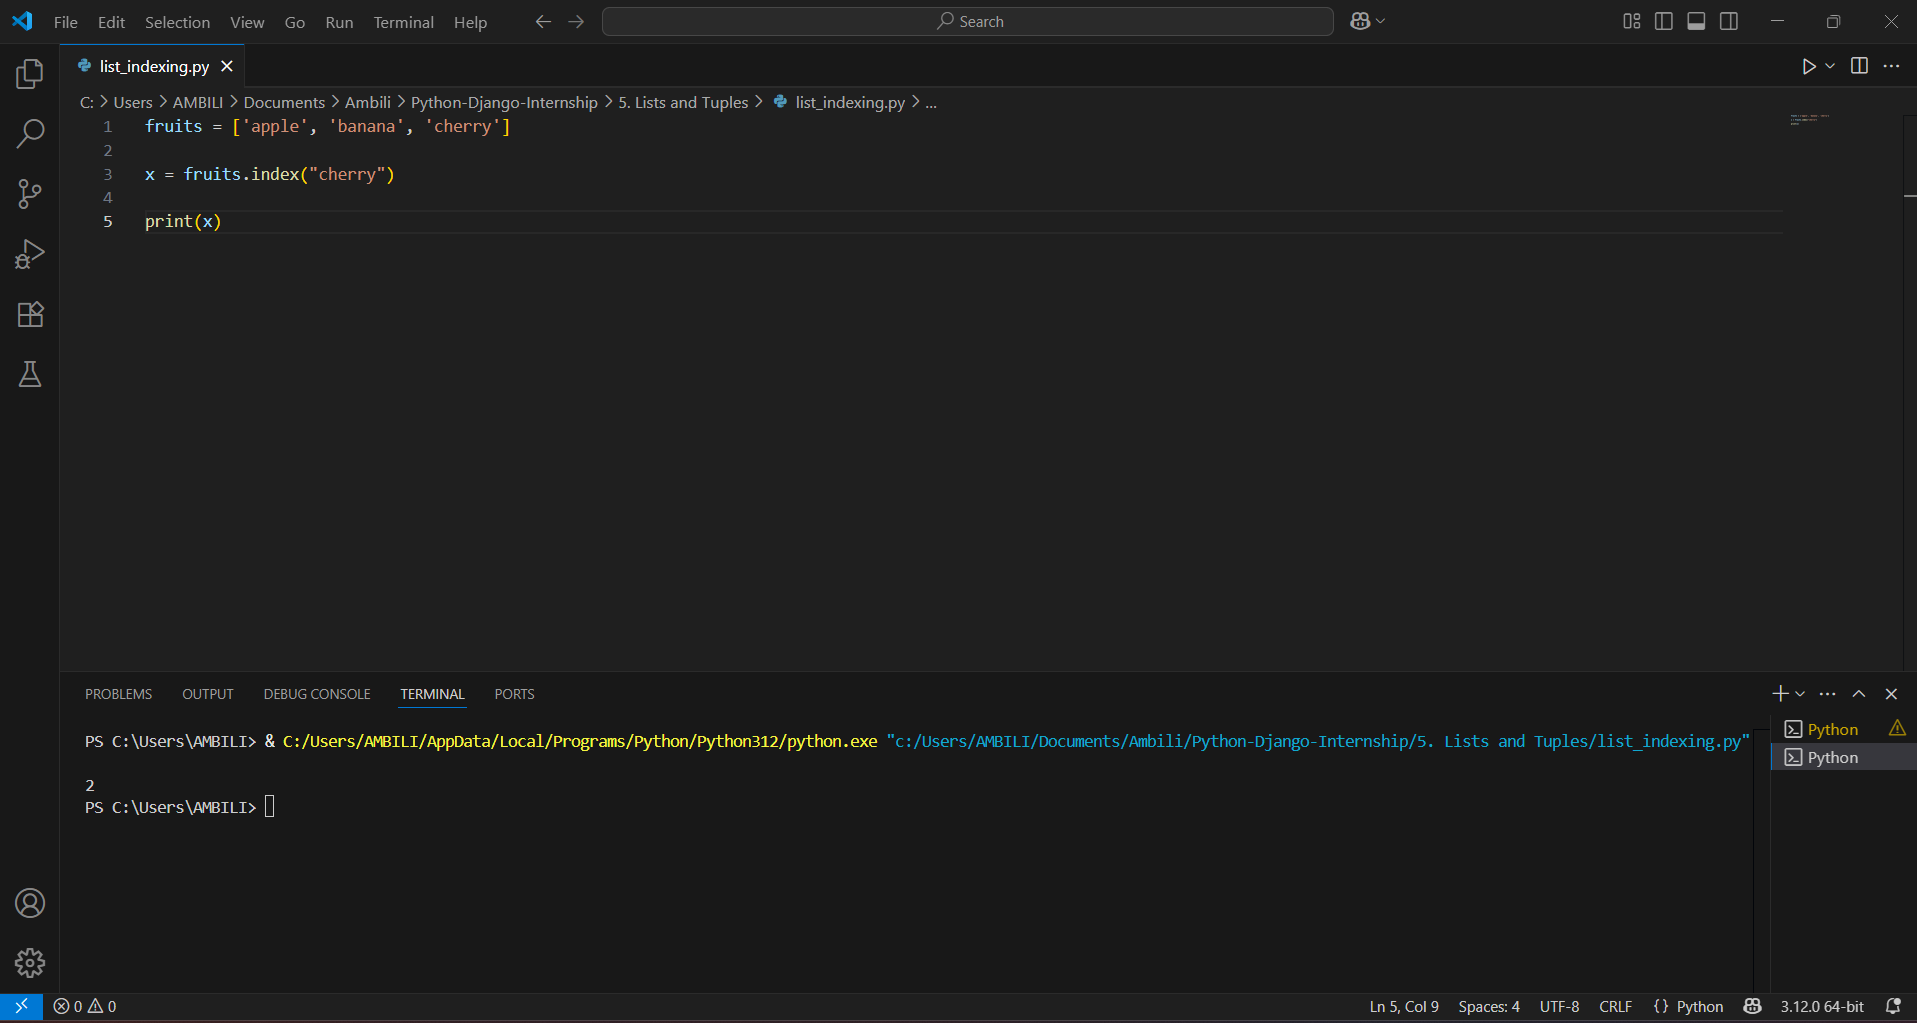 File Edit Selection View Go Run Terminal Help Search
list_indexing.py
C: > Users > AMBILI > Documents > Ambili > Python-Django-Internship > 5. Lists and Tuples > list_indexing.py > ...
1 fruits = ['apple', 'banana', 'cherry']
2
3 x = fruits.index("cherry")
4
5 print(x)
PROBLEMS OUTPUT DEBUG CONSOLE TERMINAL PORTS
PS C:\Users\AMBILI> & C:/Users/AMBILI/AppData/Local/Programs/Python/Python312/python.exe "c:/Users/AMBILI/Documents/Ambili/Python-Django-Internship/5. Lists and Tuples/list_indexing.py"
2
PS C:\Users\AMBILI>
Python
Python
0 0 Ln 5, Col 9 Spaces: 4 UTF-8 CRLF {} Python 3.12.0 64-bit